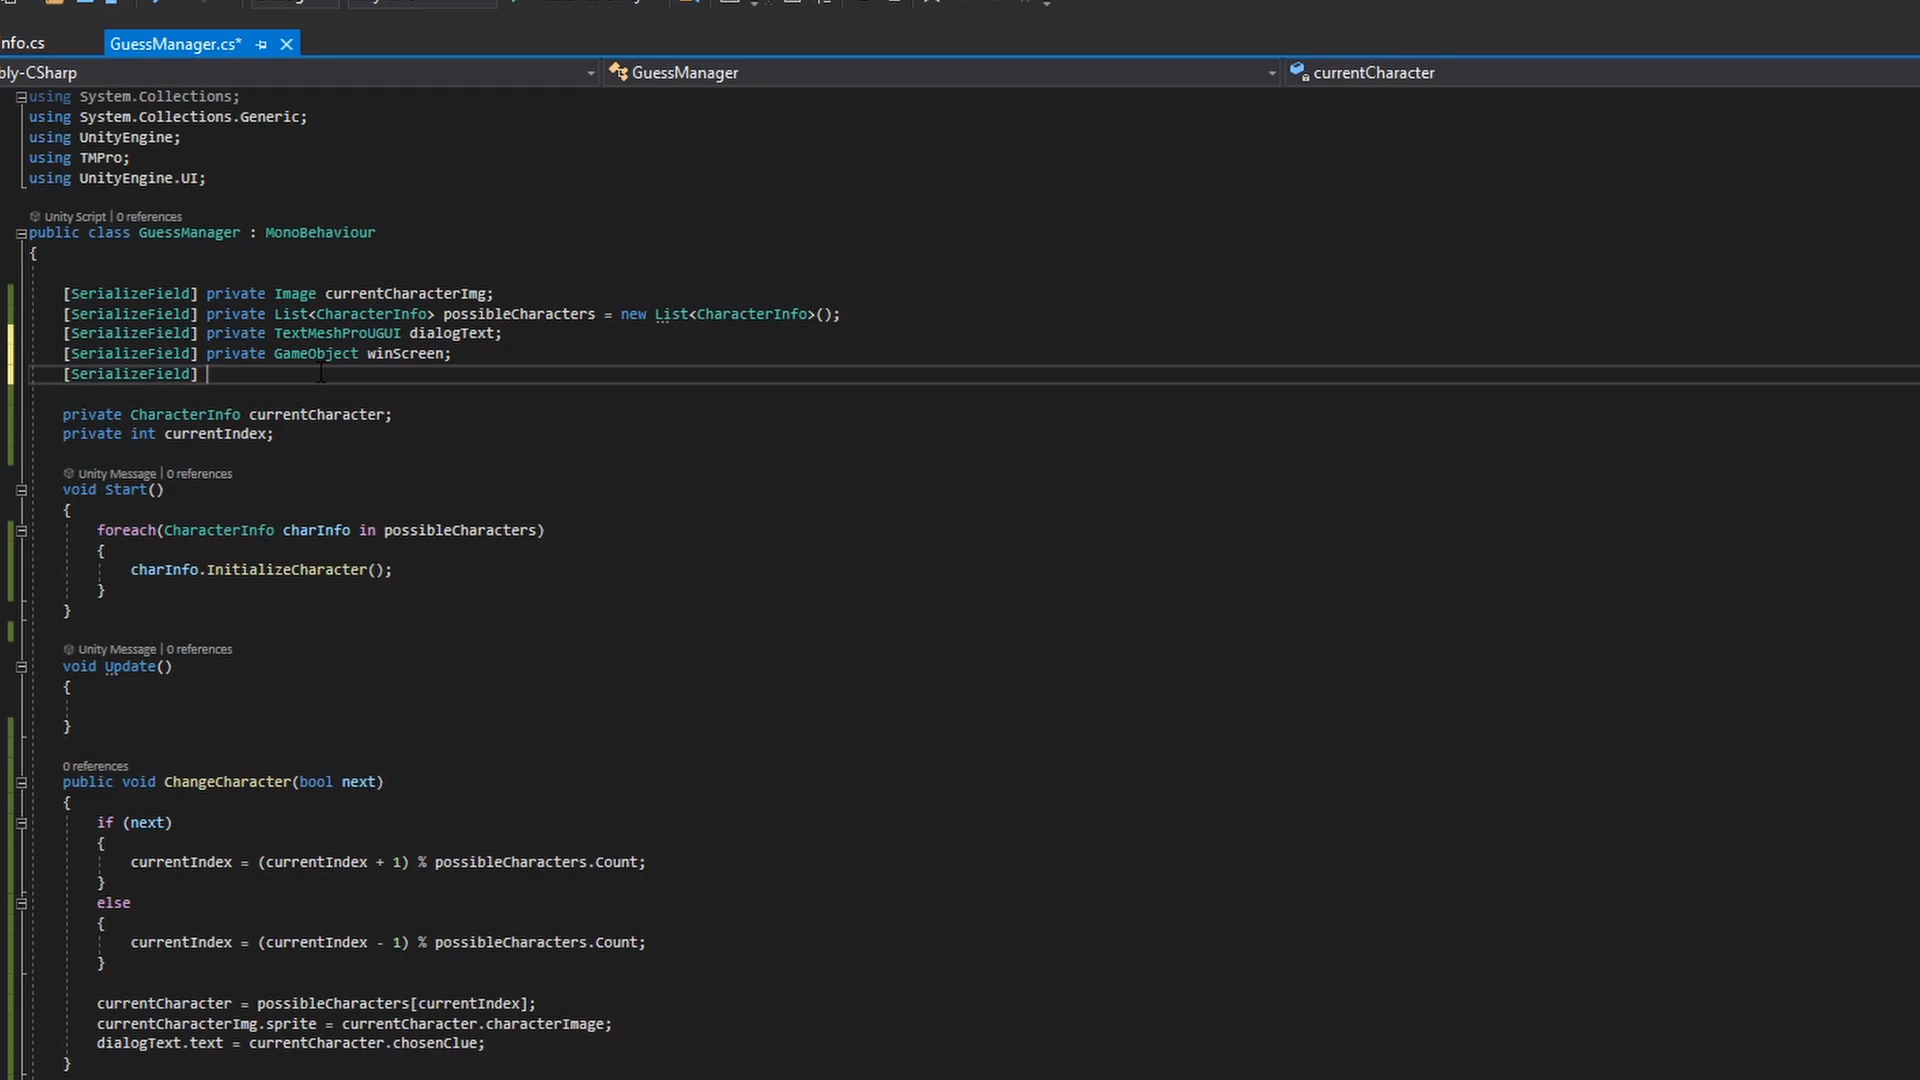 nfo.cs
GuessManager.cs*
bly-CSharp
GuessManager
currentCharacter
using System.Collections;
using System.Collections.Generic;
using UnityEngine;
using TMPro;
using UnityEngine.UI;
Unity Script | 0 references
public class GuessManager : MonoBehaviour
{
[SerializeField] private Image currentCharacterImg;
[SerializeField] private List<CharacterInfo> possibleCharacters = new List<CharacterInfo>();
[SerializeField] private TextMeshProUGUI dialogText;
[SerializeField] private GameObject winScreen;
[SerializeField]
private CharacterInfo currentCharacter;
private int currentIndex;
Unity Message | 0 references
void Start()
{
foreach(CharacterInfo charInfo in possibleCharacters)
{
charInfo.InitializeCharacter();
}
}
Unity Message | 0 references
void Update()
{
}
0 references
public void ChangeCharacter(bool next)
{
if (next)
{
currentIndex = (currentIndex + 1) % possibleCharacters.Count;
}
else
{
currentIndex = (currentIndex - 1) % possibleCharacters.Count;
}
currentCharacter = possibleCharacters[currentIndex];
currentCharacterImg.sprite = currentCharacter.characterImage;
dialogText.text = currentCharacter.chosenClue;
}